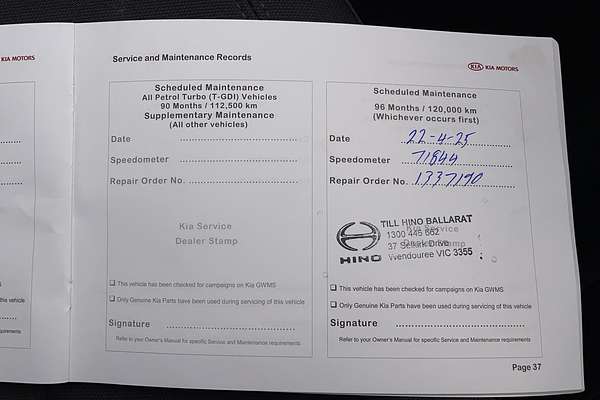 KIA MOTORS
Service and Maintenance Records
KIA KIA MOTORS
Scheduled Maintenance
All Petrol Turbo (T-GDI) Vehicles
90 Months / 112,500 km
Supplementary Maintenance
(All other vehicles)
Date
Speedometer
Repair Order No.
Kia Service
Dealer Stamp
This vehicle has been checked for campaigns on Kia GWMS
Only Genuine Kia Parts have been used during servicing of this vehicle
Signature
Refer to your Owner's Manual for specific Service and Maintenance requirements
Scheduled Maintenance
96 Months / 120,000 km
(Whichever occurs first)
Date 22-4-25
Speedometer 71844
Repair Order No. 1337190
Kia Service
Dealer Stamp
HINO
TILL HINO BALLARAT
1300 445 662
37 Drive
Wendouree VIC 3355
This vehicle has been checked for campaigns on Kia GWMS
Only Genuine Kia Parts have been used during servicing of this vehicle
Signature
Refer to your Owner's Manual for specific Service and Maintenance requirements
Page 37